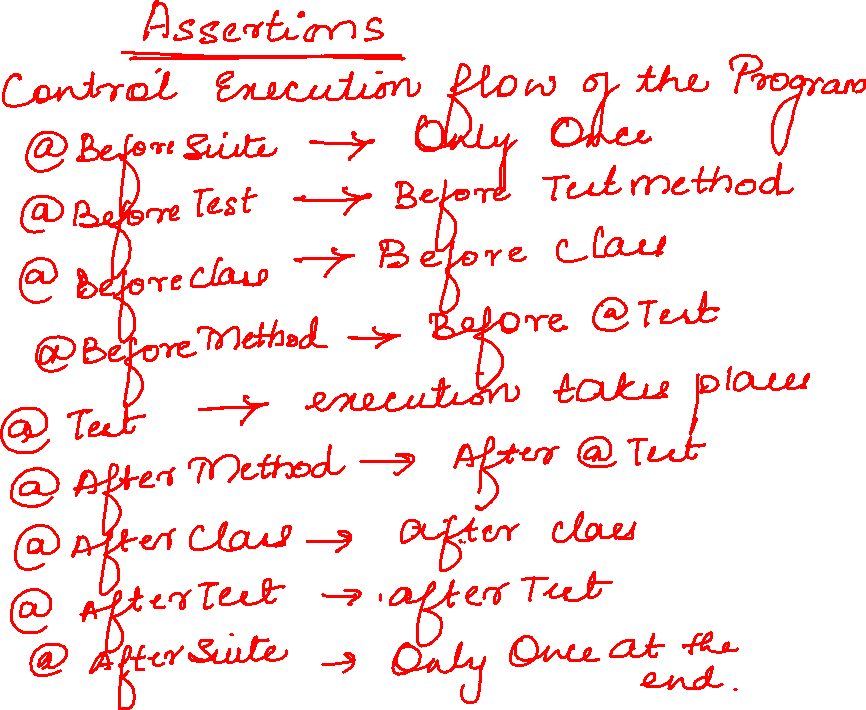 Assertions
Control Execution flow of the Program
@BeforeSuite → Only Once
@BeforeTest → Before Test method
@BeforeClass → Before class
@BeforeMethod → Before @Test
@Test → execution takes places
@AfterMethod → After @Test
@AfterClass → after class
@AfterTest → after Test
@AfterSuite → Only Once at the
end.